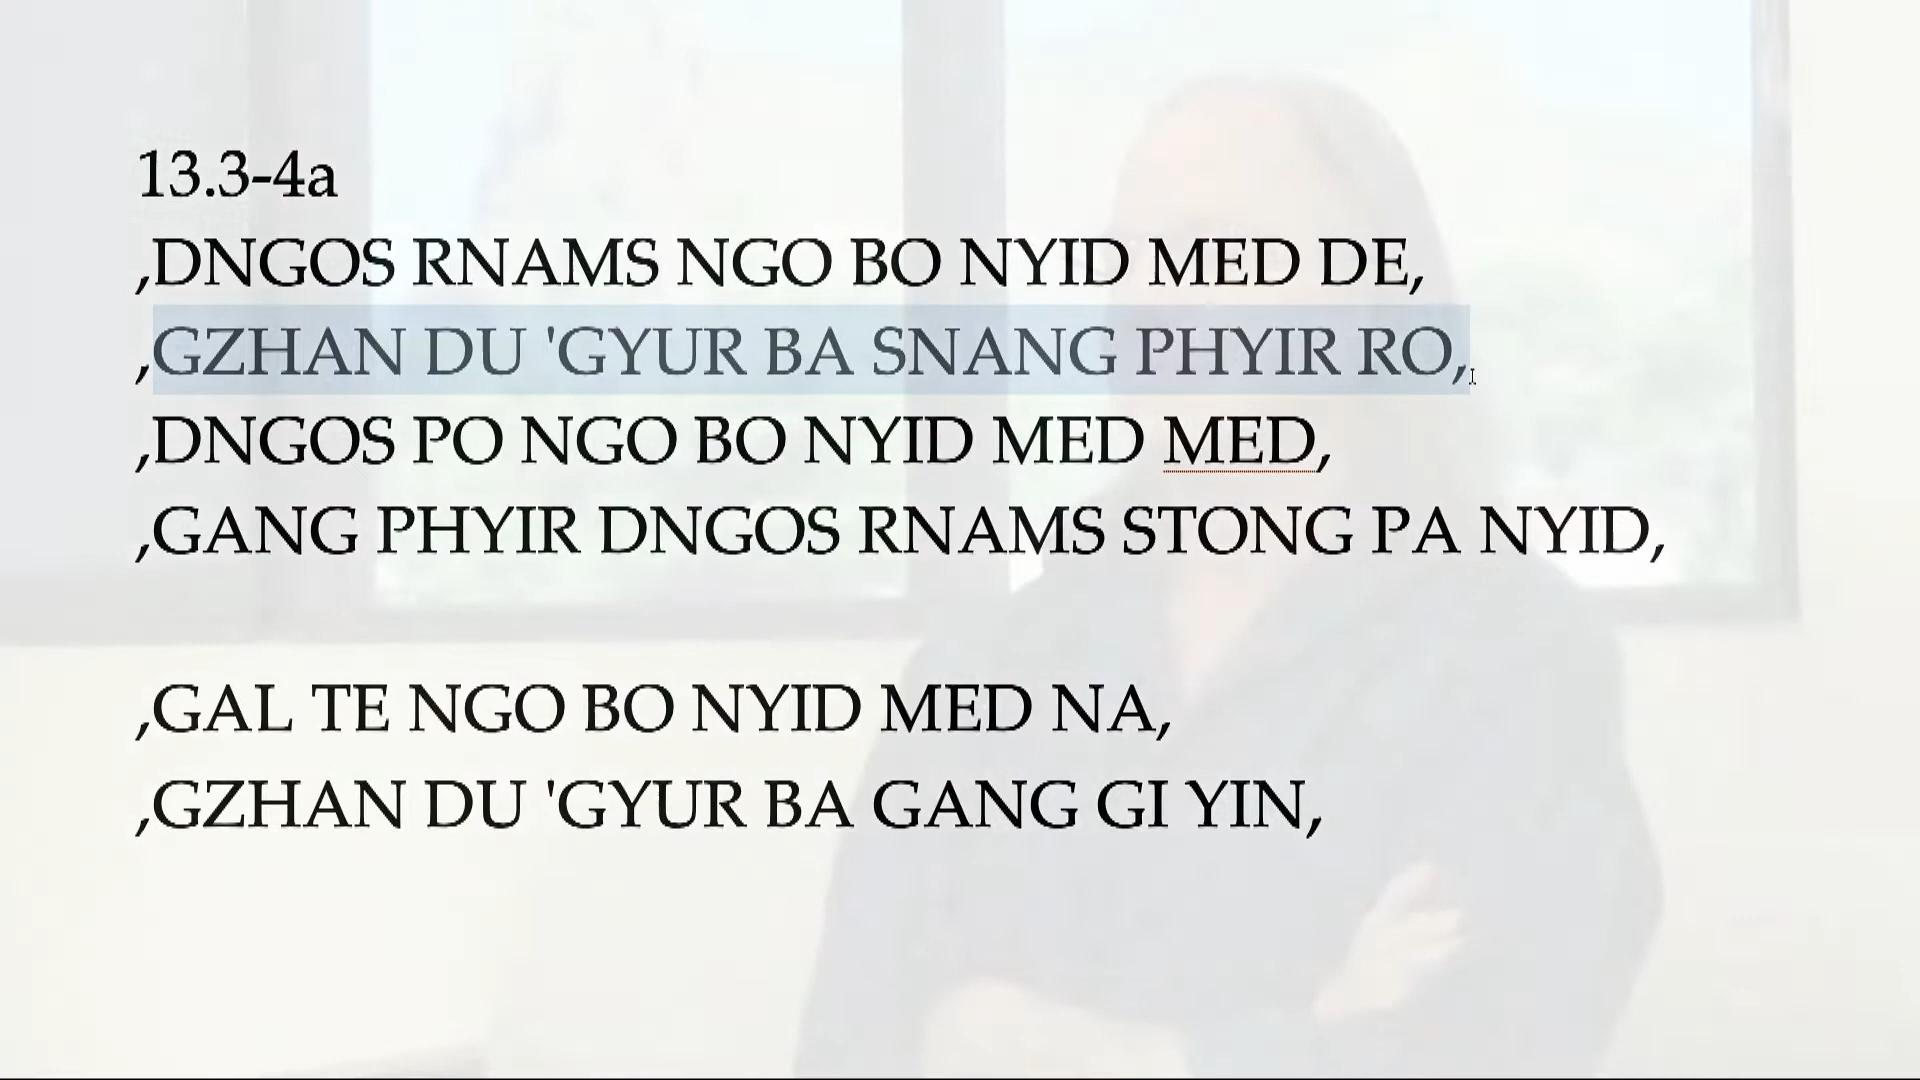 13.3-4a
,DNGOS RNAMS NGO BO NYID MED DE,
,GZHAN DU 'GYUR BA SNANG PHYIR RO,
,DNGOS PO NGO BO NYID MED MED,
,GANG PHYIR DNGOS RNAMS STONG PA NYID,
,GAL TE NGO BO NYID MED NA,
,GZHAN DU 'GYUR BA GANG GI YIN,